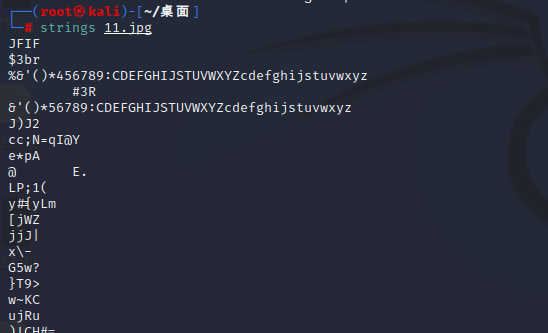 ┌──(root㉿kali)-[~/桌面]
└─# strings 11.jpg
JFIF
$3br
%&'()*456789:CDEFGHIJSTUVWXYZcdefghijstuvwxyz
        #3R
&'()*56789:CDEFGHIJSTUVWXYZcdefghijstuvwxyz
J)J2
cc;N=qI@Y
e*pA
@       E.
LP;1(
y#{yLm
[jWZ
jjJ|
x\-
G5w?
}T9>
w~KC
ujRu
)!CH#=